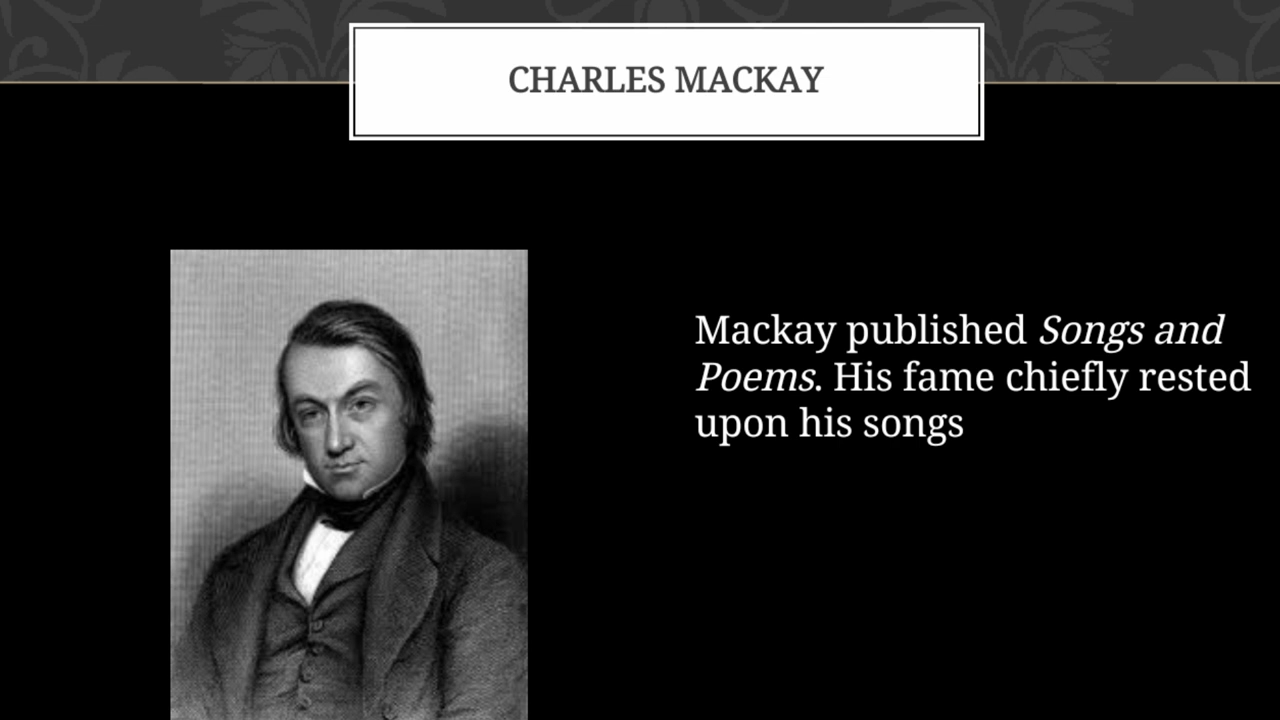 CHARLES MACKAY
Mackay published Songs and
Poems. His fame chiefly rested
upon his songs